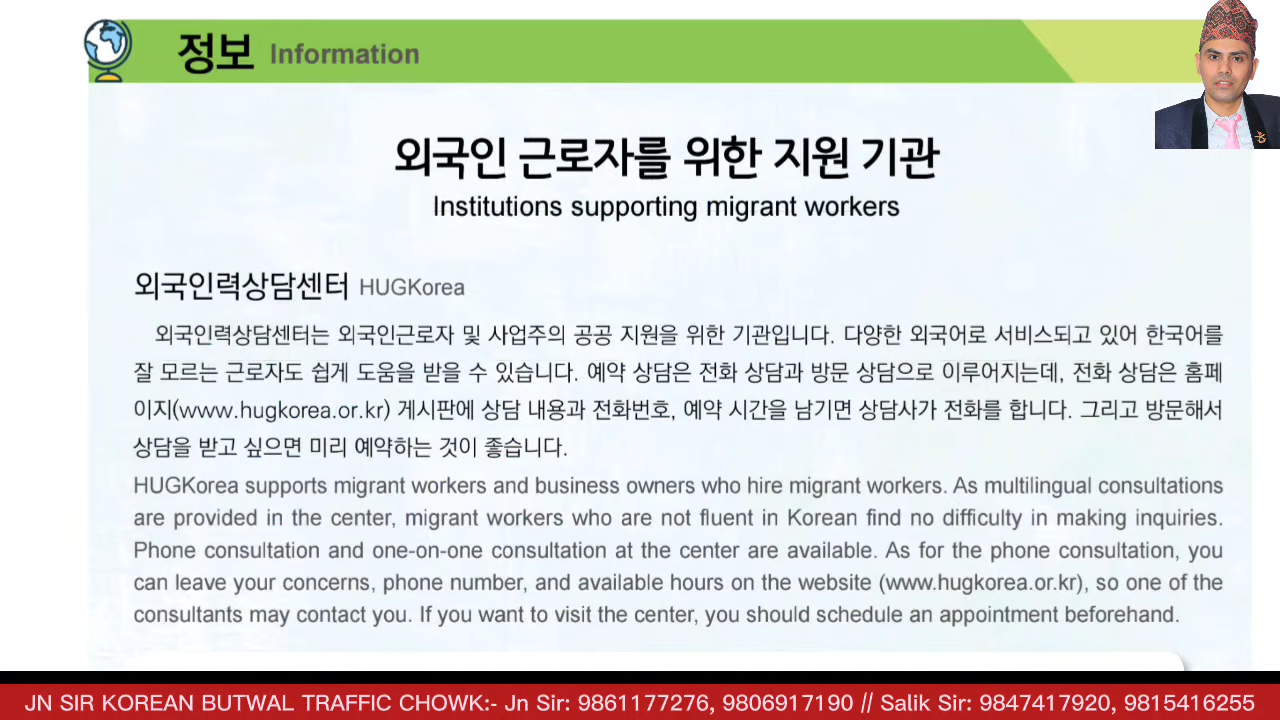 정보 Information
외국인 근로자를 위한 지원 기관
Institutions supporting migrant workers
외국인력상담센터 HUGKorea
외국인력상담센터는 외국인근로자 및 사업주의 공공 지원을 위한 기관입니다. 다양한 외국어로 서비스되고 있어 한국어를
잘 모르는 근로자도 쉽게 도움을 받을 수 있습니다. 예약 상담은 전화 상담과 방문 상담으로 이루어지는데, 전화 상담은 홈페
이지(www.hugkorea.or.kr) 게시판에 상담 내용과 전화번호, 예약 시간을 남기면 상담사가 전화를 합니다. 그리고 방문해서
상담을 받고 싶으면 미리 예약하는 것이 좋습니다.
HUGKorea supports migrant workers and business owners who hire migrant workers. As multilingual consultations
are provided in the center, migrant workers who are not fluent in Korean find no difficulty in making inquiries.
Phone consultation and one-on-one consultation at the center are available. As for the phone consultation, you
can leave your concerns, phone number, and available hours on the website (www.hugkorea.or.kr), so one of the
consultants may contact you. If you want to visit the center, you should schedule an appointment beforehand.
JN SIR KOREAN BUTWAL TRAFFIC CHOWK:- Jn Sir: 9861177276, 9806917190 // Salik Sir: 9847417920, 9815416255